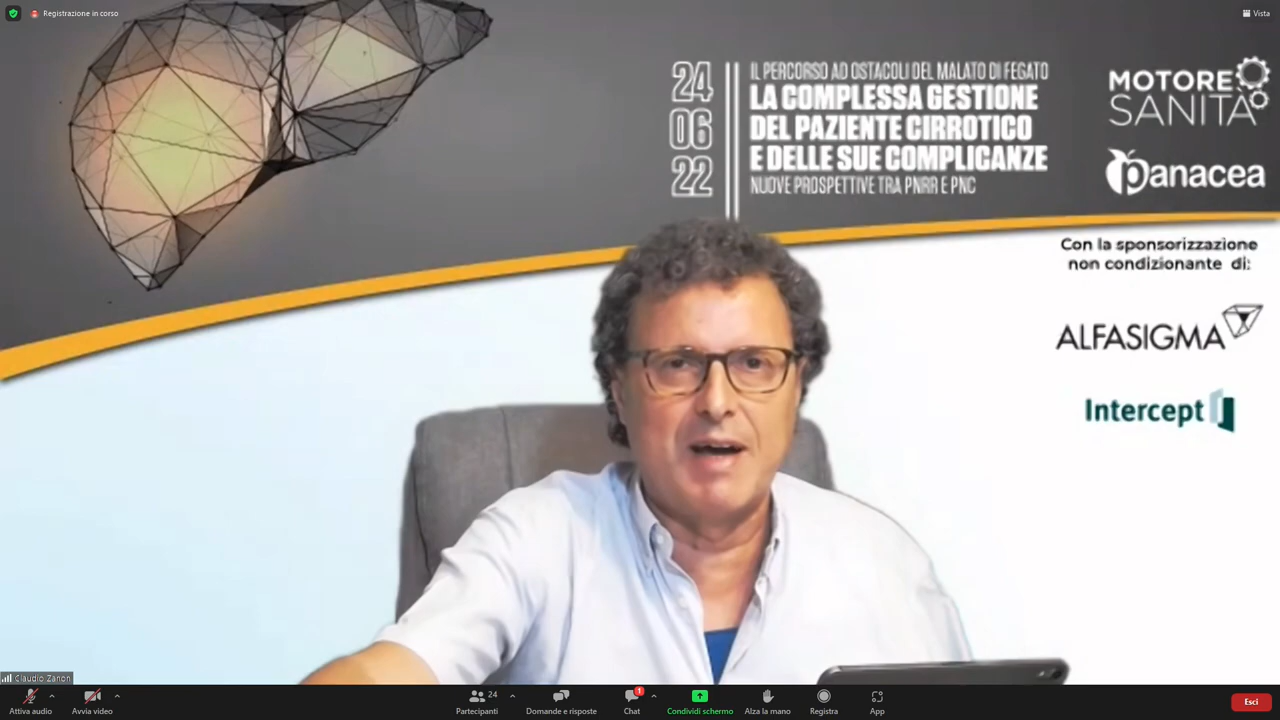 Registrazione in corso
Vista
24
06
22
IL PERCORSO AD OSTACOLI DEL MALATO DI FEGATO
LA COMPLESSA GESTIONE
DEL PAZIENTE CIRROTICO
E DELLE SUE COMPLICANZE
NUOVE PROSPETTIVE TRA PNRR E PNC
MOTORE
SANITÀ
panacea
Con la sponsorizzazione
non condizionante di:
ALFASIGMA
Intercept
Claudio Zanon
Attiva audio
Avvia video
24
Partecipanti
Domande e risposte
1
Chat
Condividi schermo
Alza la mano
Registra
App
Esci